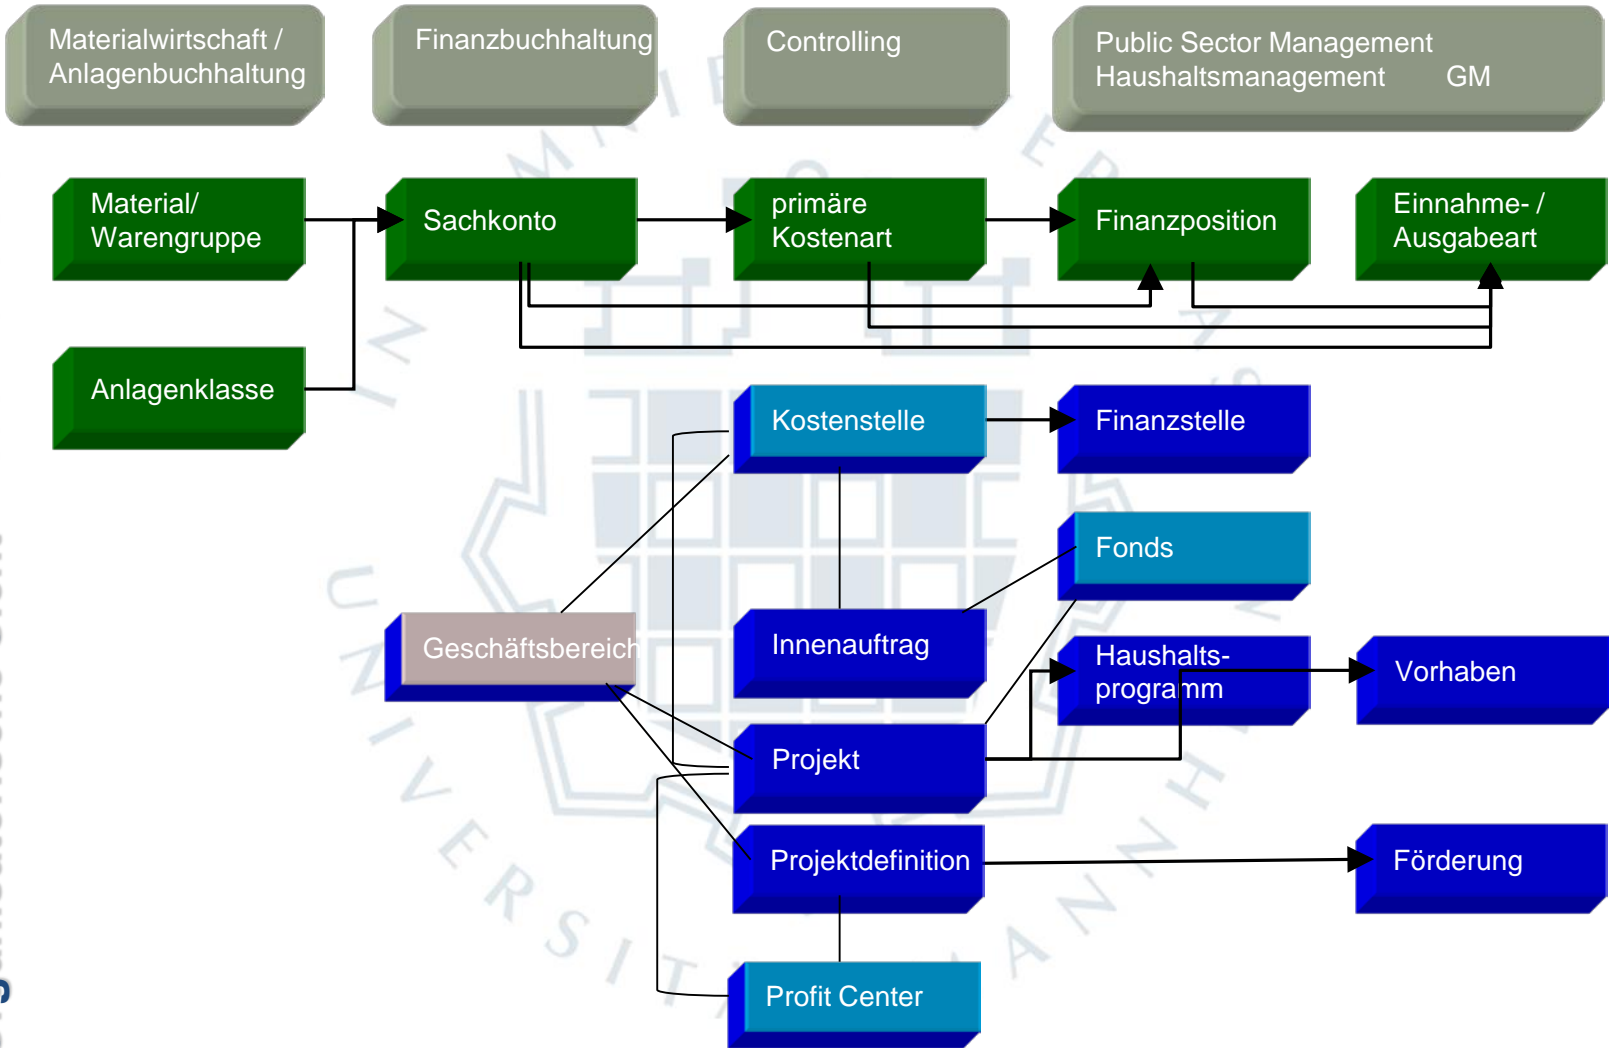 Materialwirtschaft /
Anlagenbuchhaltung
Finanzbuchhaltung
Controlling
Public Sector Management
Haushaltsmanagement GM
Material/
Warengruppe
Sachkonto
primäre
Kostenart
Finanzposition
Einnahme- /
Ausgabeart
Anlagenklasse
Kostenstelle
Finanzstelle
Fonds
Geschäftsbereich
Innenauftrag
Haushalts-
programm
Vorhaben
Projekt
Projektdefinition
Förderung
Profit Center